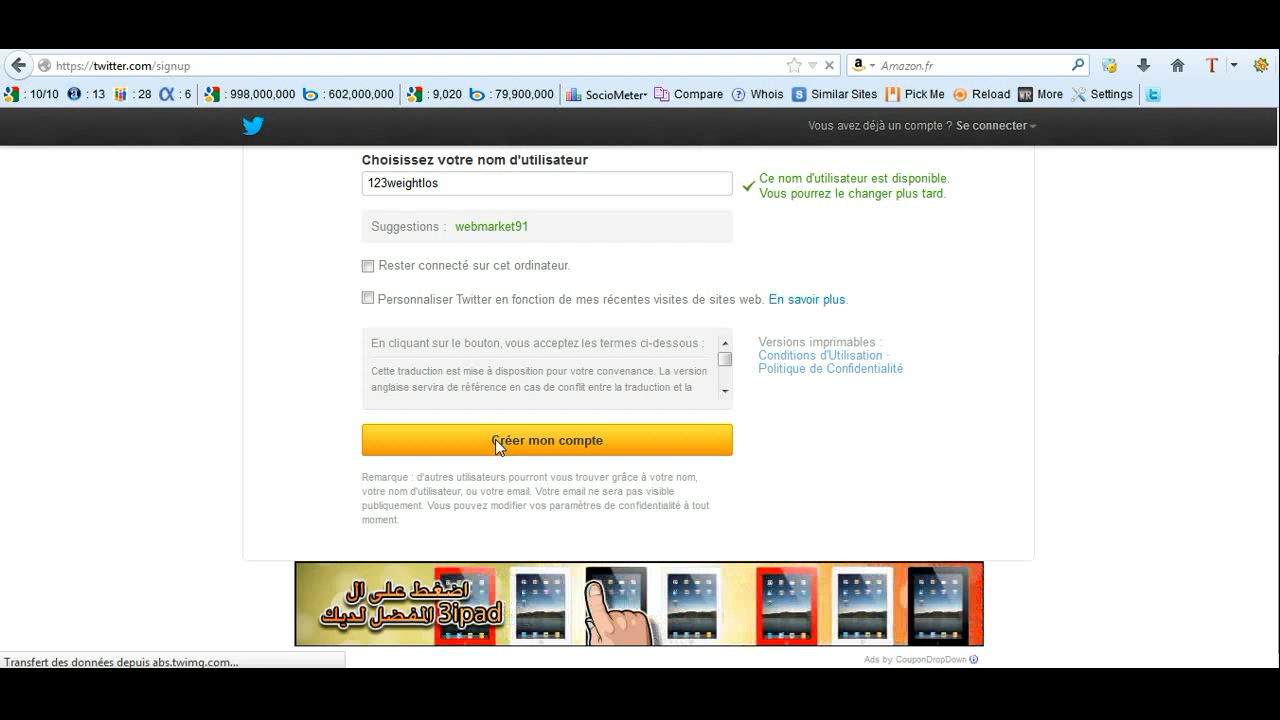 https://twitter.com/signup
Amazon.fr
: 10/10 : 13 : 28 : 6 : 998,000,000 : 602,000,000 : 9,020 : 79,900,000 SocioMeter Compare Whois Similar Sites Pick Me Reload More Settings
Vous avez déjà un compte ? Se connecter
Choisissez votre nom d'utilisateur
123weightlos
Ce nom d'utilisateur est disponible.
Vous pourrez le changer plus tard.
Suggestions : webmarket91
Rester connecté sur cet ordinateur.
Personnaliser Twitter en fonction de mes récentes visites de sites web. En savoir plus.
En cliquant sur le bouton, vous acceptez les termes ci-dessous :
Cette traduction est mise à disposition pour votre convenance. La version
anglaise servira de référence en cas de conflit entre la traduction et la
Versions imprimables :
Conditions d'Utilisation ·
Politique de Confidentialité
Créer mon compte
Remarque : d'autres utilisateurs pourront vous trouver grâce à votre nom,
votre nom d'utilisateur, ou votre email. Votre email ne sera pas visible
publiquement. Vous pouvez modifier vos paramètres de confidentialité à tout
moment.
اضغط على ال
3ipad المفضل لديك
Ads by CouponDropDown
Transfert des données depuis abs.twimg.com...